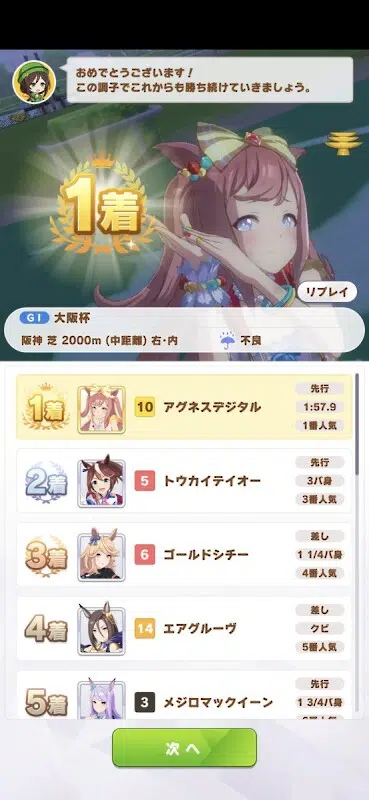 おめでとうございます！
この調子でこれからも勝ち続けていきましょう。
1着
リプレイ
GI 大阪杯
阪神 芝 2000m (中距離) 右・内 不良
1着 10 アグネスデジタル 先行
1:57.9
1番人気
2着 5 トウカイテイオー 先行
3バ身
3番人気
3着 6 ゴールドシチー 差し
1 1/4バ身
4番人気
4着 14 エアグルーヴ 差し
クビ
5番人気
5着 3 メジロマックイーン 先行
1 3/4バ身
次へ